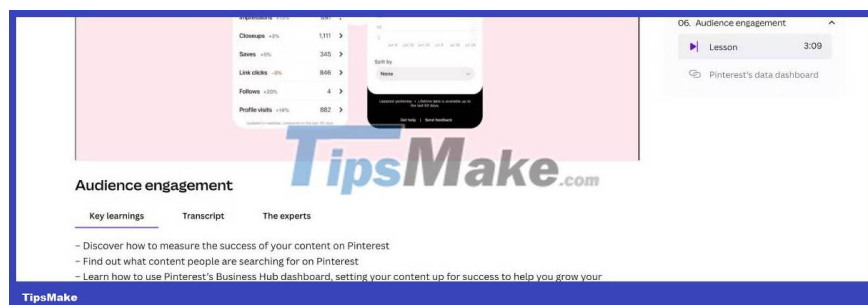 Impressions
Closeups +3% 1,111
Saves 345
Link clicks 846
Follows +20% 4
Profile visits 882
Split by
None
Get help | Send feedback
06. Audience engagement
Lesson 3:09
Pinterest's data dashboard
TipsMake.com
Audience engagement
Key learnings Transcript The experts
– Discover how to measure the success of your content on Pinterest
– Find out what content people are searching for on Pinterest
– Learn how to use Pinterest's Business Hub dashboard, setting your content up for success to help you grow your
TipsMake